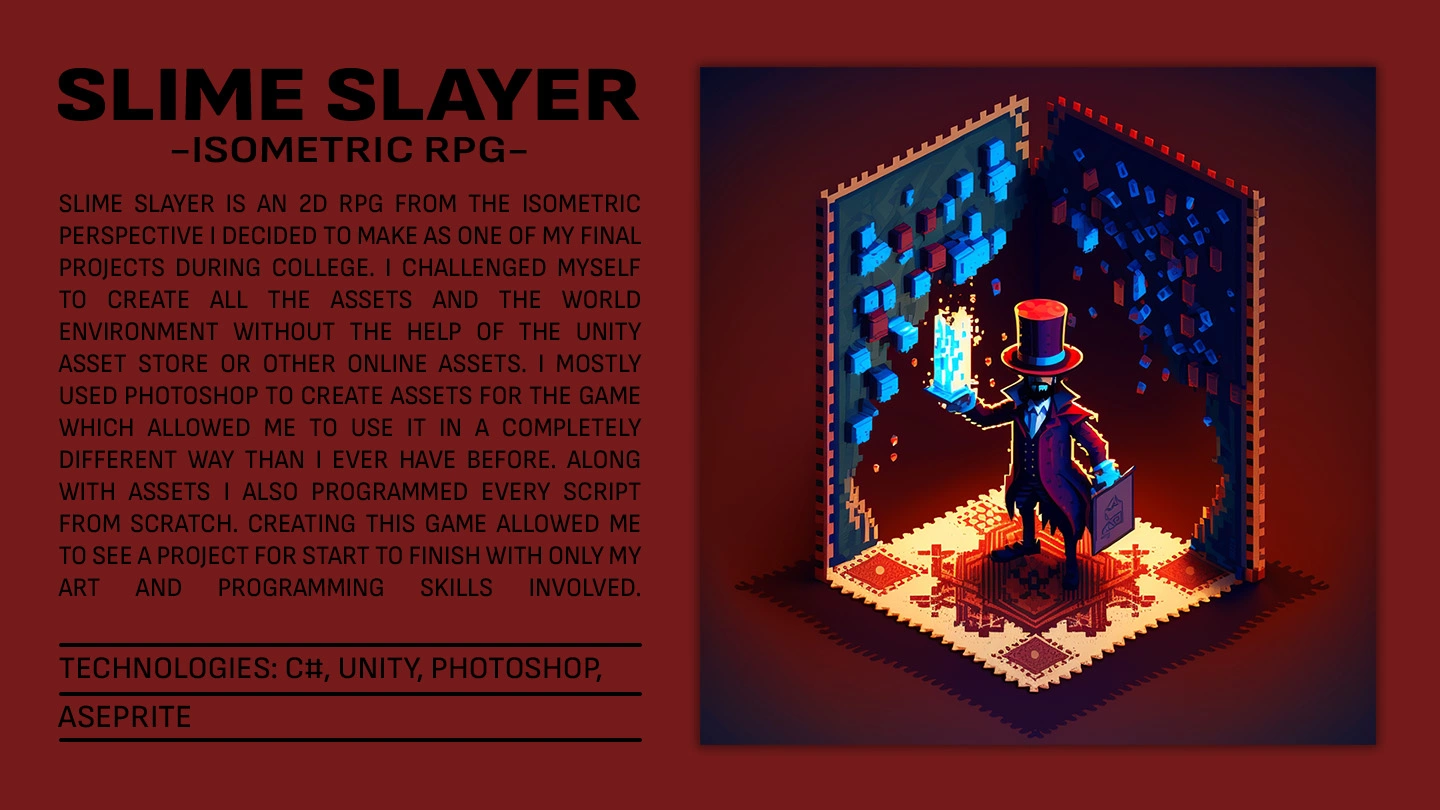 SLIME SLAYER
-ISOMETRIC RPG-
SLIME SLAYER IS AN 2D RPG FROM THE ISOMETRIC
PERSPECTIVE I DECIDED TO MAKE AS ONE OF MY FINAL
PROJECTS DURING COLLEGE. I CHALLENGED MYSELF
TO CREATE ALL THE ASSETS AND THE WORLD
ENVIRONMENT WITHOUT THE HELP OF THE UNITY
ASSET STORE OR OTHER ONLINE ASSETS. I MOSTLY
USED PHOTOSHOP TO CREATE ASSETS FOR THE GAME
WHICH ALLOWED ME TO USE IT IN A COMPLETELY
DIFFERENT WAY THAN I EVER HAVE BEFORE. ALONG
WITH ASSETS I ALSO PROGRAMMED EVERY SCRIPT
FROM SCRATCH. CREATING THIS GAME ALLOWED ME
TO SEE A PROJECT FOR START TO FINISH WITH ONLY MY
ART AND PROGRAMMING SKILLS INVOLVED.
TECHNOLOGIES: C#, UNITY, PHOTOSHOP,
ASEPRITE